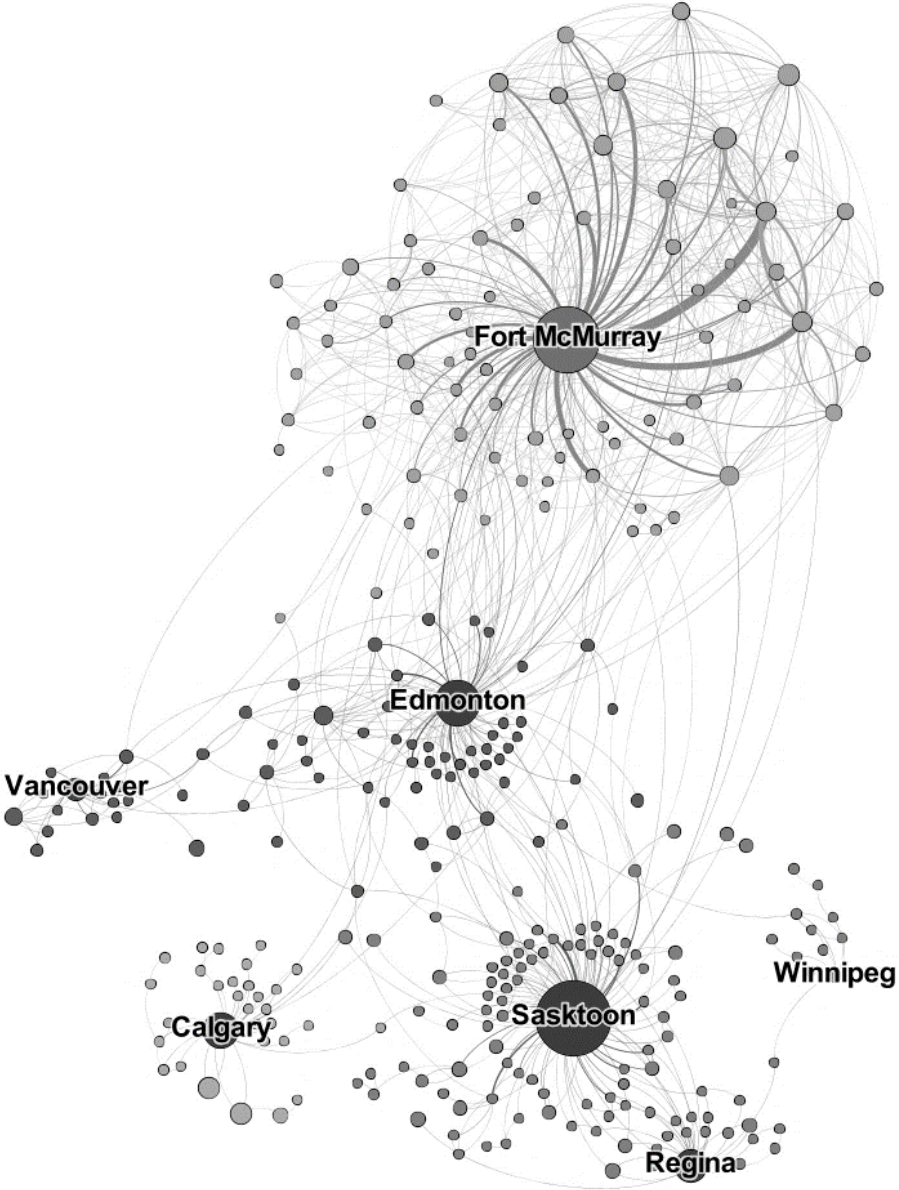 Fort McMurray
Edmonton
Vancouver
Winnipeg
Sasktoon
Calgary
Regina